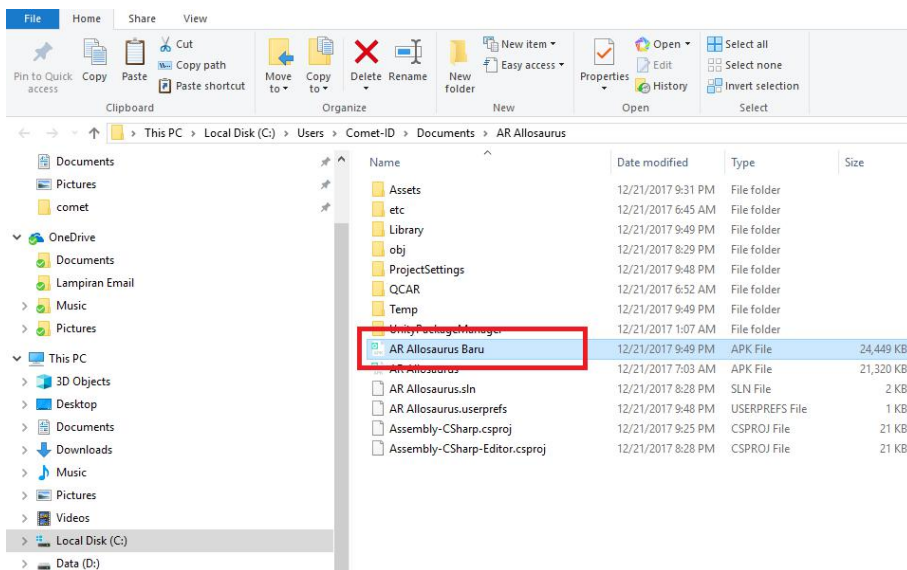 File Home Share View
Pin to Quick access
Copy
Paste
Cut
Copy path
Paste shortcut
Clipboard
Move to
Copy to
Delete
Rename
Organize
New folder
New item
Easy access
New
Properties
Open
Edit
History
Open
Select all
Select none
Invert selection
Select
This PC > Local Disk (C:) > Users > Comet-ID > Documents > AR Allosaurus
Documents
Pictures
comet
OneDrive
Documents
Lampiran Email
Music
Pictures
This PC
3D Objects
Desktop
Documents
Downloads
Music
Pictures
Videos
Local Disk (C:)
Data (D:)
Name Date modified Type Size
Assets 12/21/2017 9:31 PM File folder
etc 12/21/2017 6:45 AM File folder
Library 12/21/2017 9:49 PM File folder
obj 12/21/2017 8:29 PM File folder
ProjectSettings 12/21/2017 9:48 PM File folder
QCAR 12/21/2017 6:52 AM File folder
Temp 12/21/2017 9:49 PM File folder
UnityPackageManager 12/21/2017 1:07 AM File folder
AR Allosaurus Baru 12/21/2017 9:49 PM APK File 24,449 KB
AR Allosaurus 12/21/2017 7:03 AM APK File 21,320 KB
AR Allosaurus.sln 12/21/2017 8:28 PM SLN File 2 KB
AR Allosaurus.userprefs 12/21/2017 9:48 PM USERPREFS File 1 KB
Assembly-CSharp.csproj 12/21/2017 9:25 PM CSPROJ File 21 KB
Assembly-CSharp-Editor.csproj 12/21/2017 8:28 PM CSPROJ File 21 KB